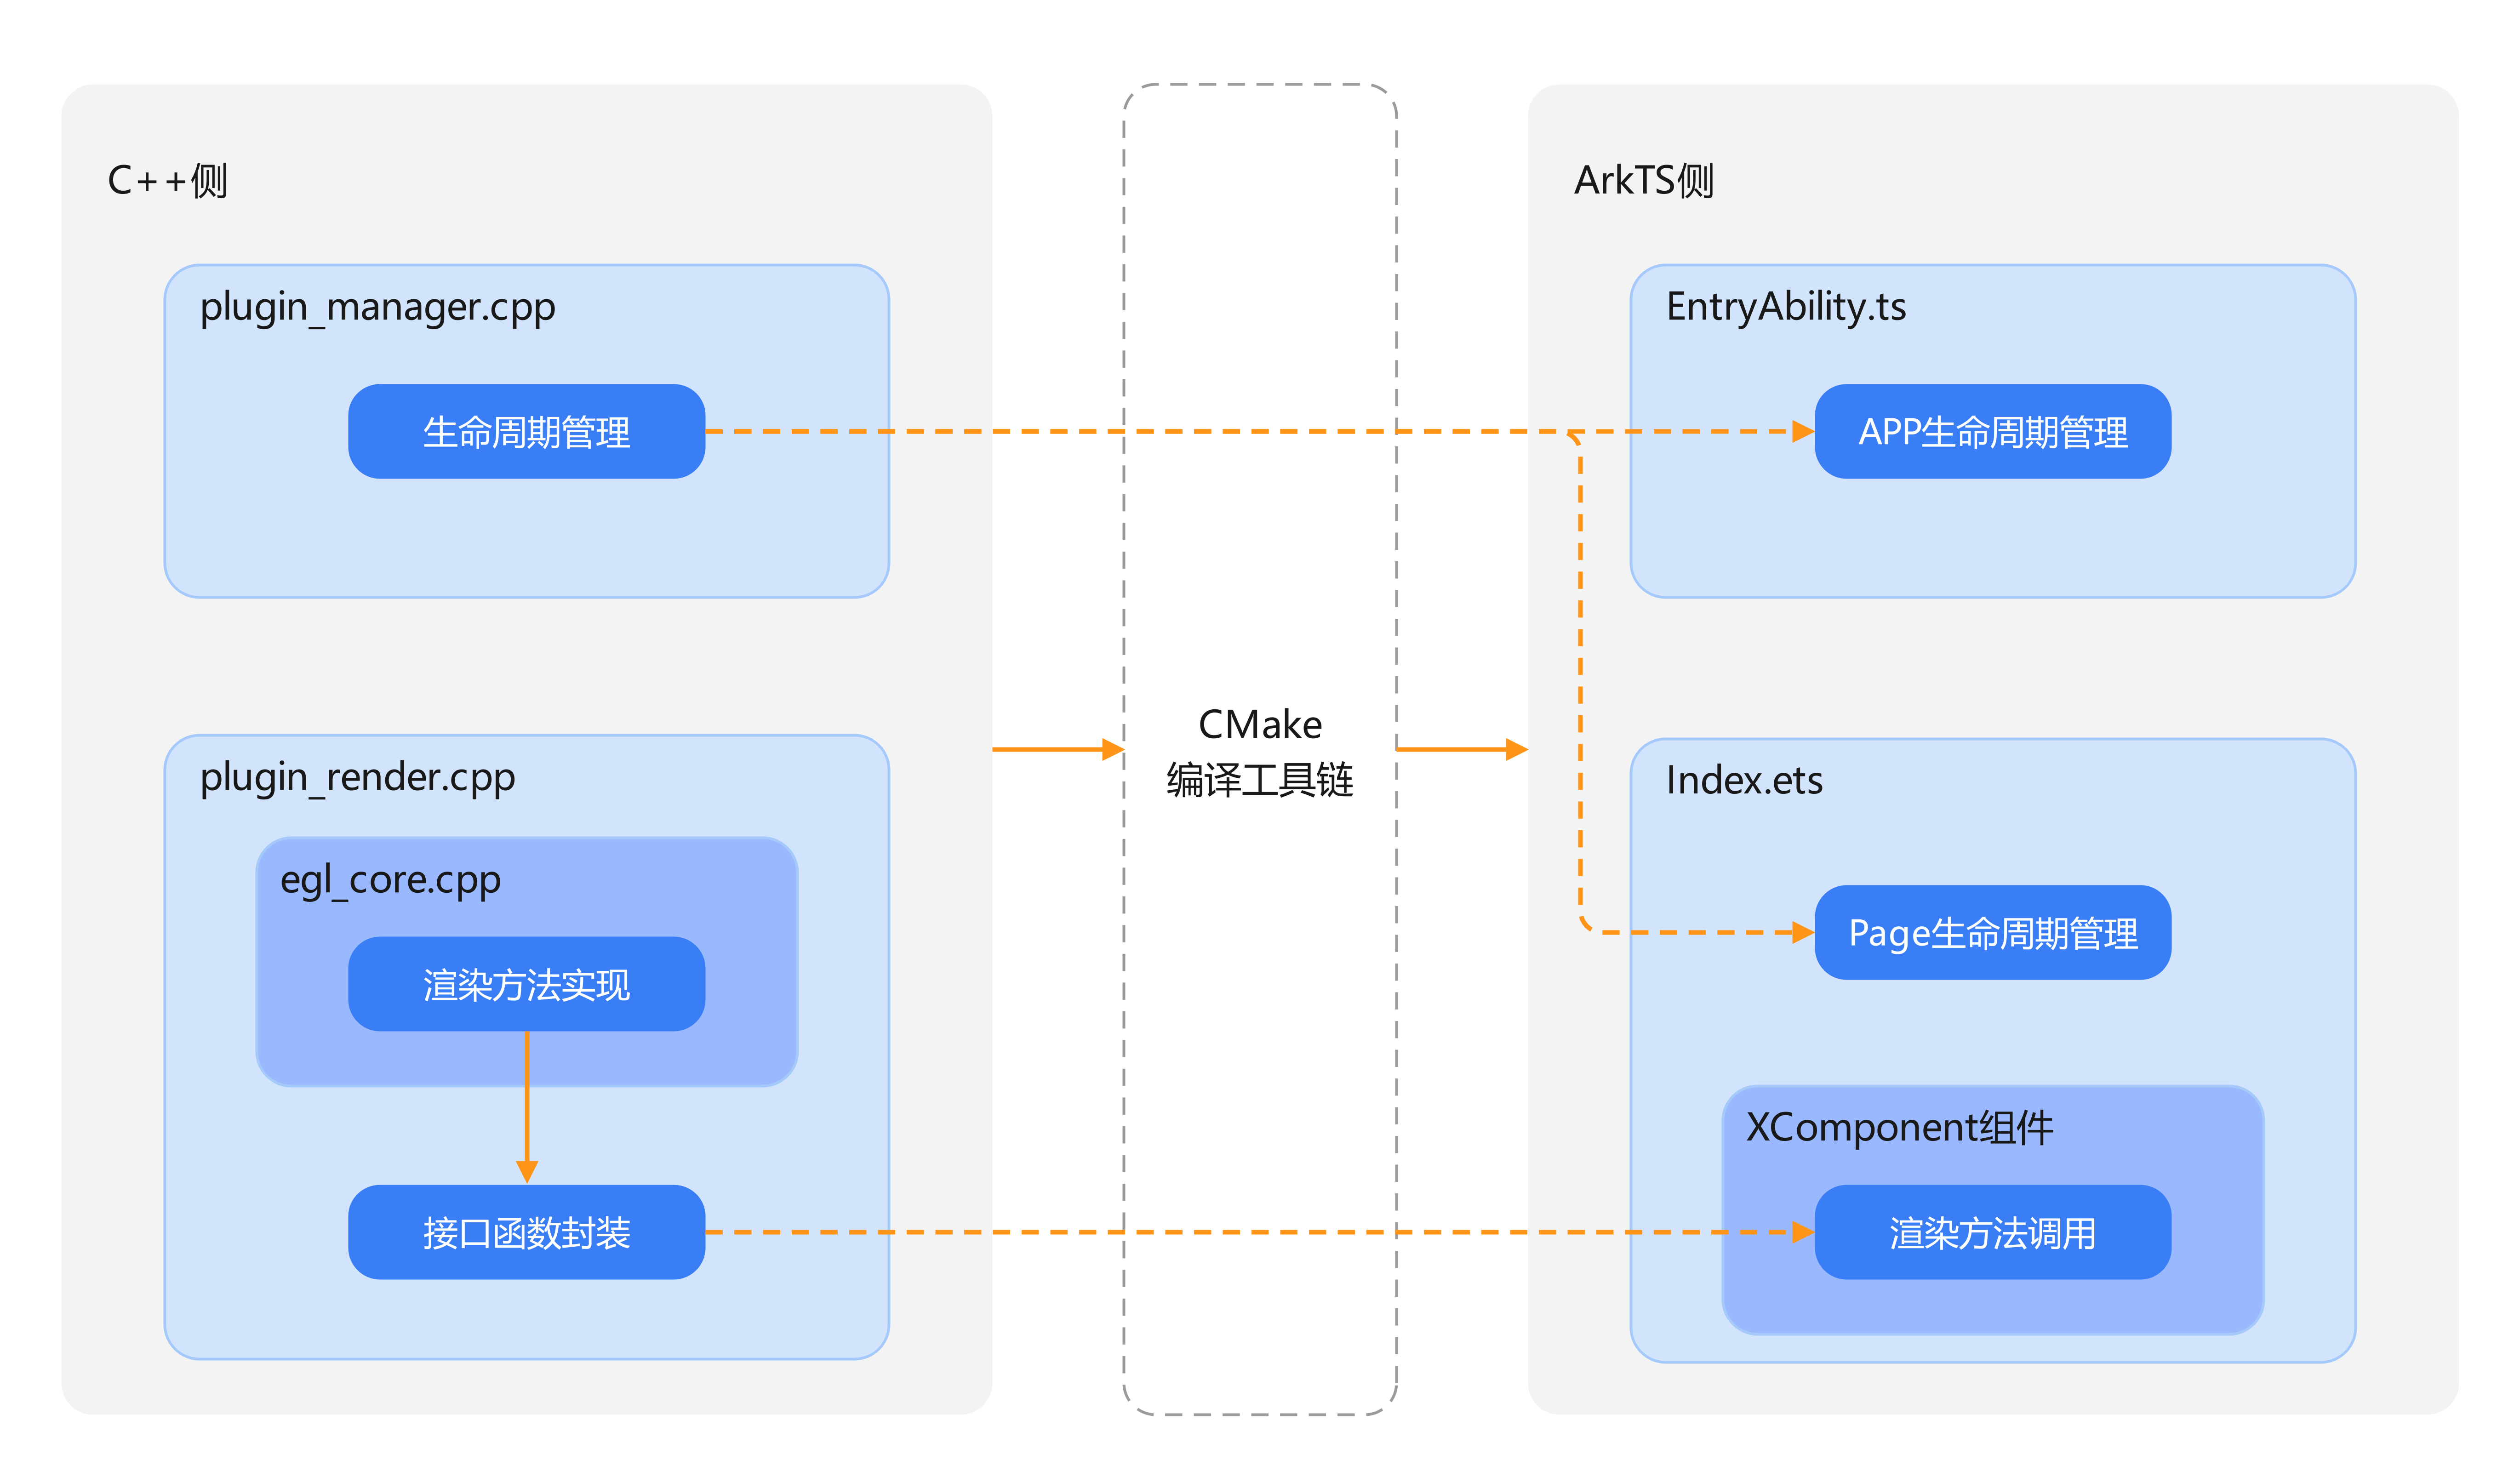 C++侧
plugin_manager.cpp
生命周期管理
plugin_render.cpp
egl_core.cpp
渲染方法实现
接口函数封装
CMake
编译工具链
ArkTS侧
EntryAbility.ts
APP生命周期管理
Index.ets
Page生命周期管理
XComponent组件
渲染方法调用